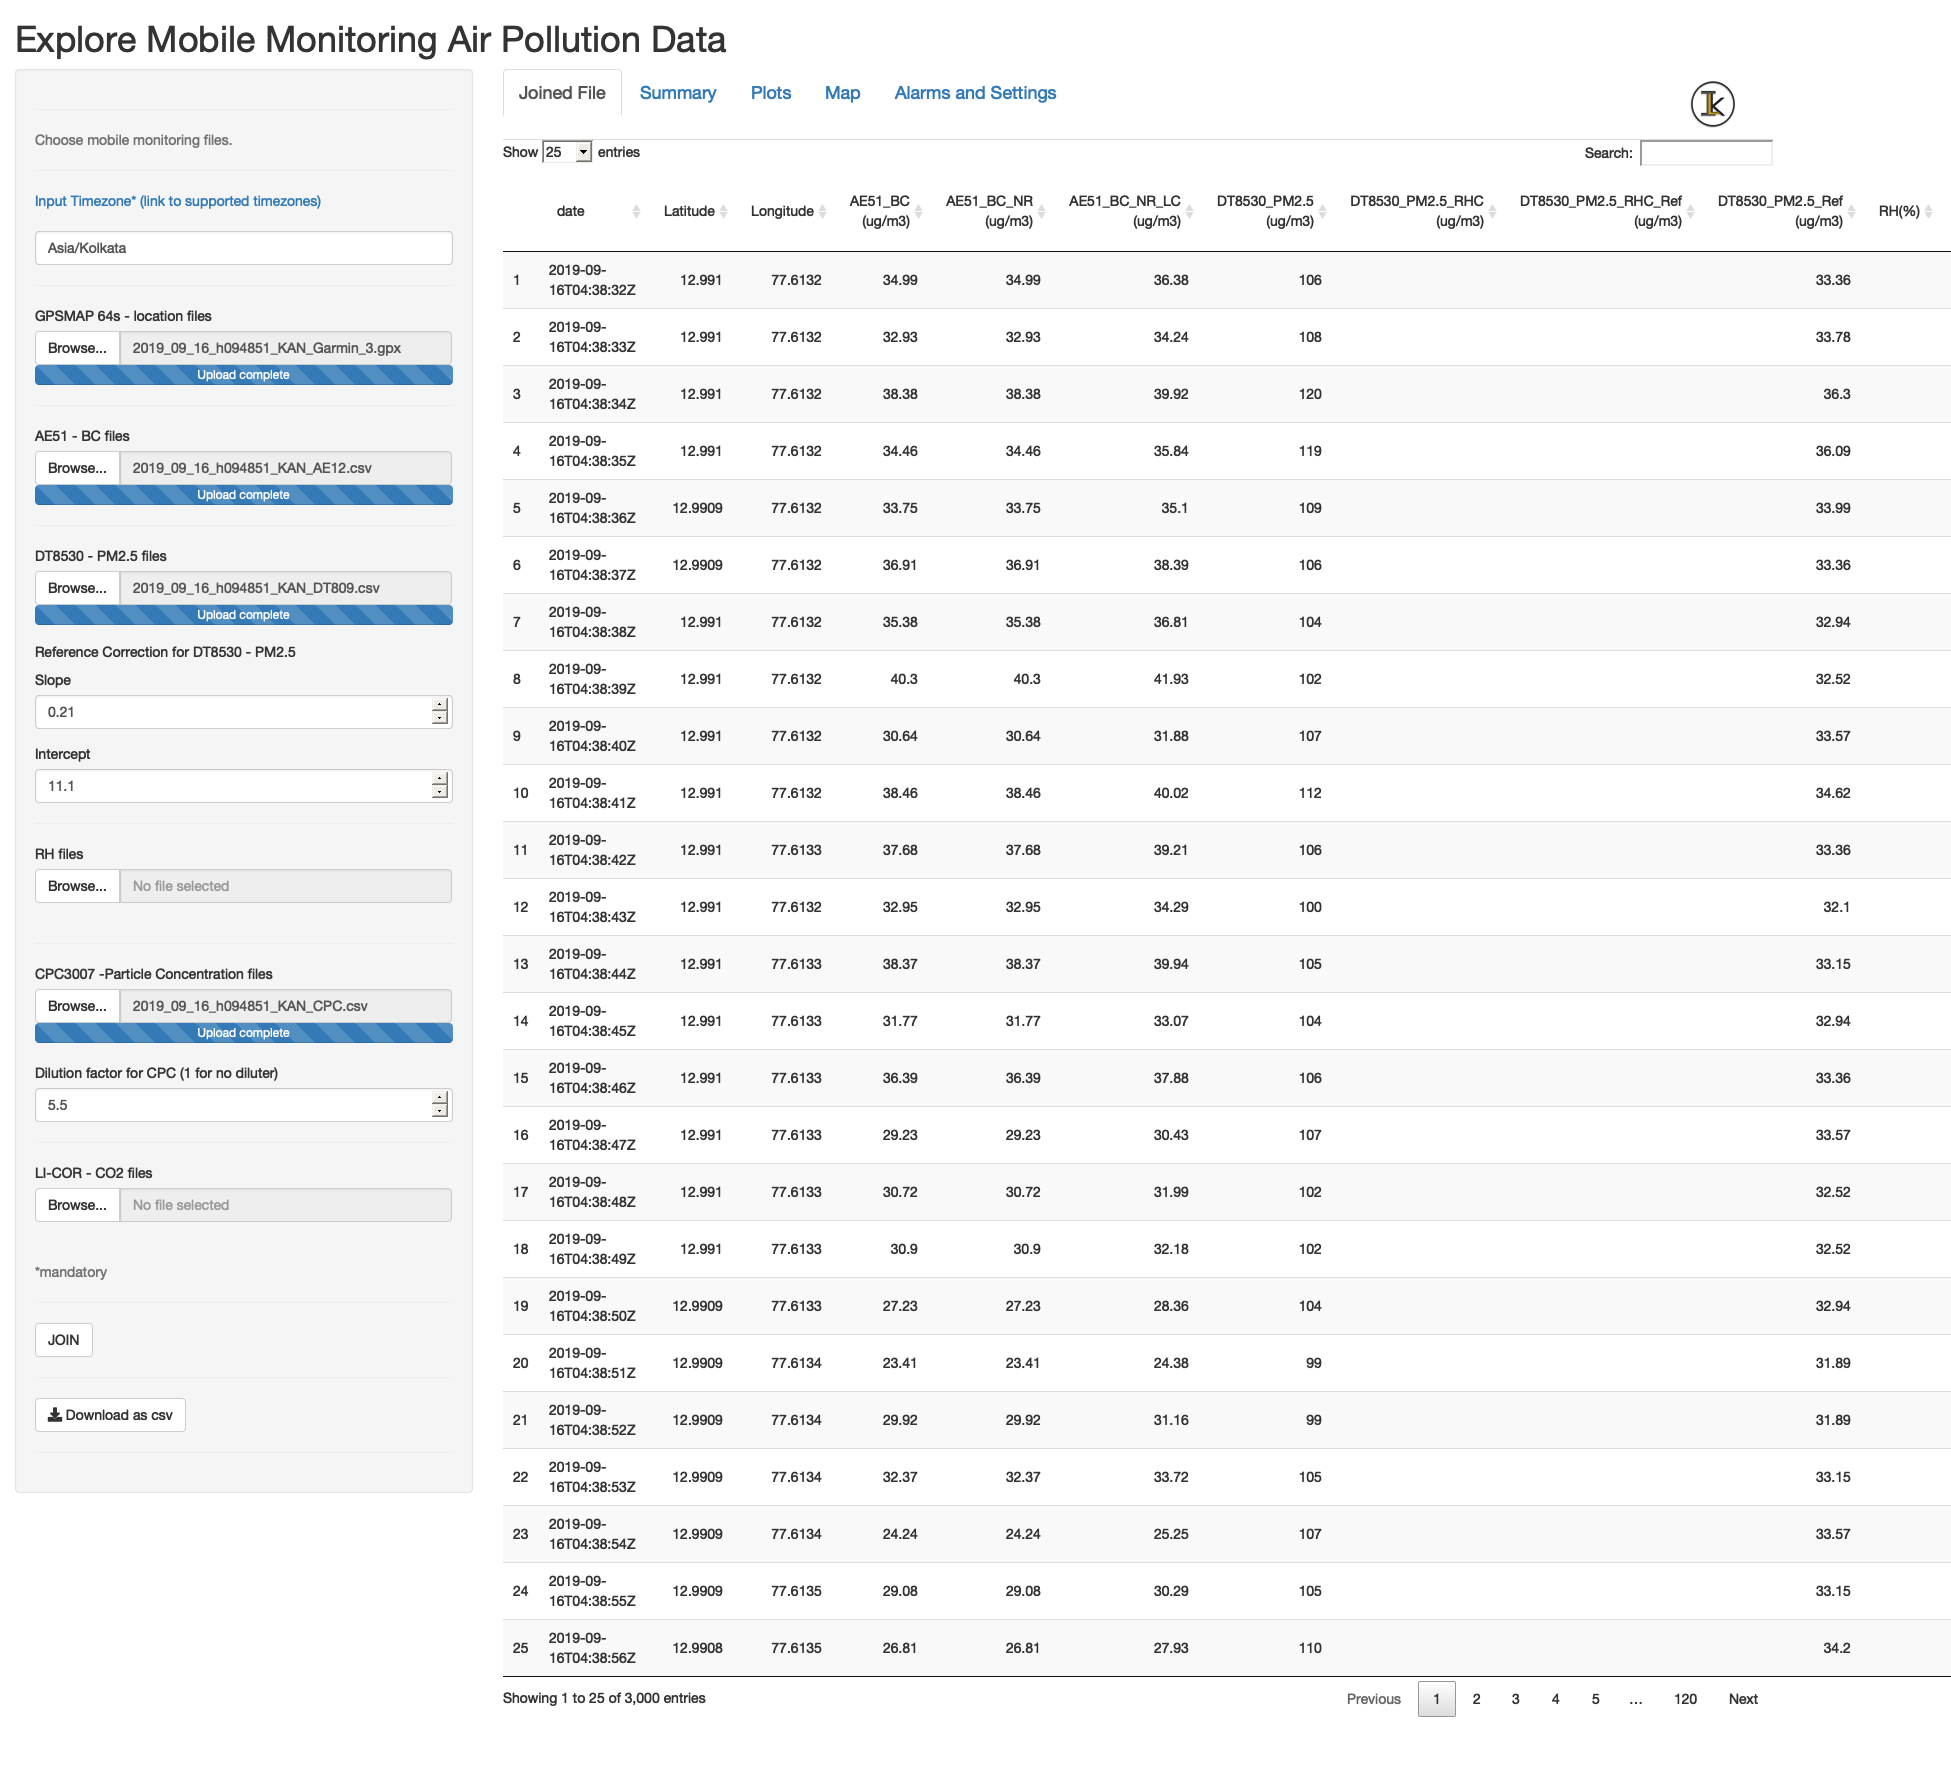 Explore Mobile Monitoring Air Pollution Data
Choose mobile monitoring files.
Input Timezone* (link to supported timezones)
Asia/Kolkata
GPSMAP 64s - location files
Browse... 2019_09_16_h094851_KAN_Garmin_3.gpx
Upload complete
AE51 - BC files
Browse... 2019_09_16_h094851_KAN_AE12.csv
Upload complete
DT8530 - PM2.5 files
Browse... 2019_09_16_h094851_KAN_DT809.csv
Upload complete
Reference Correction for DT8530 - PM2.5
Slope
0.21
Intercept
11.1
RH files
Browse... No file selected
CPC3007 -Particle Concentration files
Browse... 2019_09_16_h094851_KAN_CPC.csv
Upload complete
Dilution factor for CPC (1 for no diluter)
5.5
LI-COR - CO2 files
Browse... No file selected
*mandatory
JOIN
Download as csv
Joined File Summary Plots Map Alarms and Settings
Ik
Show 25 entries Search:
date Latitude Longitude AE51_BC (ug/m3) AE51_BC_NR (ug/m3) AE51_BC_NR_LC (ug/m3) DT8530_PM2.5 (ug/m3) DT8530_PM2.5_RHC (ug/m3) DT8530_PM2.5_RHC_Ref (ug/m3) DT8530_PM2.5_Ref (ug/m3) RH(%)
1 2019-09-16T04:38:32Z 12.991 77.6132 34.99 34.99 36.38 106 33.36
2 2019-09-16T04:38:33Z 12.991 77.6132 32.93 32.93 34.24 108 33.78
3 2019-09-16T04:38:34Z 12.991 77.6132 38.38 38.38 39.92 120 36.3
4 2019-09-16T04:38:35Z 12.991 77.6132 34.46 34.46 35.84 119 36.09
5 2019-09-16T04:38:36Z 12.9909 77.6132 33.75 33.75 35.1 109 33.99
6 2019-09-16T04:38:37Z 12.9909 77.6132 36.91 36.91 38.39 106 33.36
7 2019-09-16T04:38:38Z 12.991 77.6132 35.38 35.38 36.81 104 32.94
8 2019-09-16T04:38:39Z 12.991 77.6132 40.3 40.3 41.93 102 32.52
9 2019-09-16T04:38:40Z 12.991 77.6132 30.64 30.64 31.88 107 33.57
10 2019-09-16T04:38:41Z 12.991 77.6132 38.46 38.46 40.02 112 34.62
11 2019-09-16T04:38:42Z 12.991 77.6133 37.68 37.68 39.21 106 33.36
12 2019-09-16T04:38:43Z 12.991 77.6132 32.95 32.95 34.29 100 32.1
13 2019-09-16T04:38:44Z 12.991 77.6133 38.37 38.37 39.94 105 33.15
14 2019-09-16T04:38:45Z 12.991 77.6133 31.77 31.77 33.07 104 32.94
15 2019-09-16T04:38:46Z 12.991 77.6133 36.39 36.39 37.88 106 33.36
16 2019-09-16T04:38:47Z 12.991 77.6133 29.23 29.23 30.43 107 33.57
17 2019-09-16T04:38:48Z 12.991 77.6133 30.72 30.72 31.99 102 32.52
18 2019-09-16T04:38:49Z 12.991 77.6133 30.9 30.9 32.18 102 32.52
19 2019-09-16T04:38:50Z 12.9909 77.6133 27.23 27.23 28.36 104 32.94
20 2019-09-16T04:38:51Z 12.9909 77.6134 23.41 23.41 24.38 99 31.89
21 2019-09-16T04:38:52Z 12.9909 77.6134 29.92 29.92 31.16 99 31.89
22 2019-09-16T04:38:53Z 12.9909 77.6134 32.37 32.37 33.72 105 33.15
23 2019-09-16T04:38:54Z 12.9909 77.6134 24.24 24.24 25.25 107 33.57
24 2019-09-16T04:38:55Z 12.9909 77.6135 29.08 29.08 30.29 105 33.15
25 2019-09-16T04:38:56Z 12.9908 77.6135 26.81 26.81 27.93 110 34.2
Showing 1 to 25 of 3,000 entries Previous 1 2 3 4 5 … 120 Next